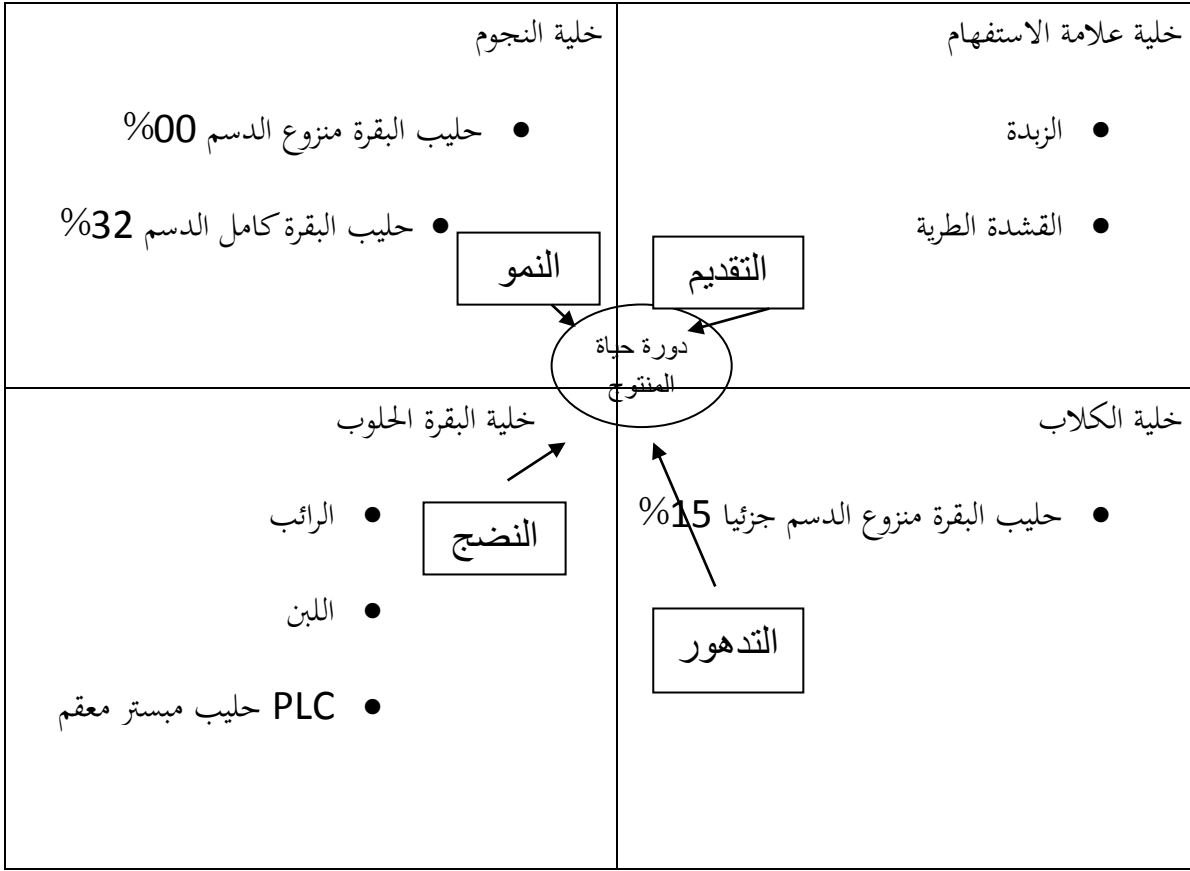 خلية علامة الاستفهام
● الزبدة
● القشدة الطرية
التقديم
خلية النجوم
● حليب البقرة منزوع الدسم 00%
● حليب البقرة كامل الدسم 32%
النمو
دورة حياة
المنتوج
خلية الكلاب
● حليب البقرة منزوع الدسم جزئيا 15%
التدهور
خلية البقرة الحلوب
● الرائب
● اللبن
● PLC حليب مبستر معقم
النضج